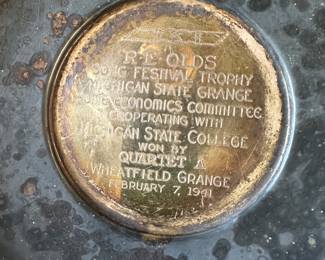 R·E·OLDS
SONG FESTIVAL TROPHY
MICHIGAN STATE GRANGE
HOME ECONOMICS COMMITTEE
COOPERATING WITH
MICHIGAN STATE COLLEGE
WON BY
QUARTET A
WHEATFIELD GRANGE
FEBRUARY 7, 1941